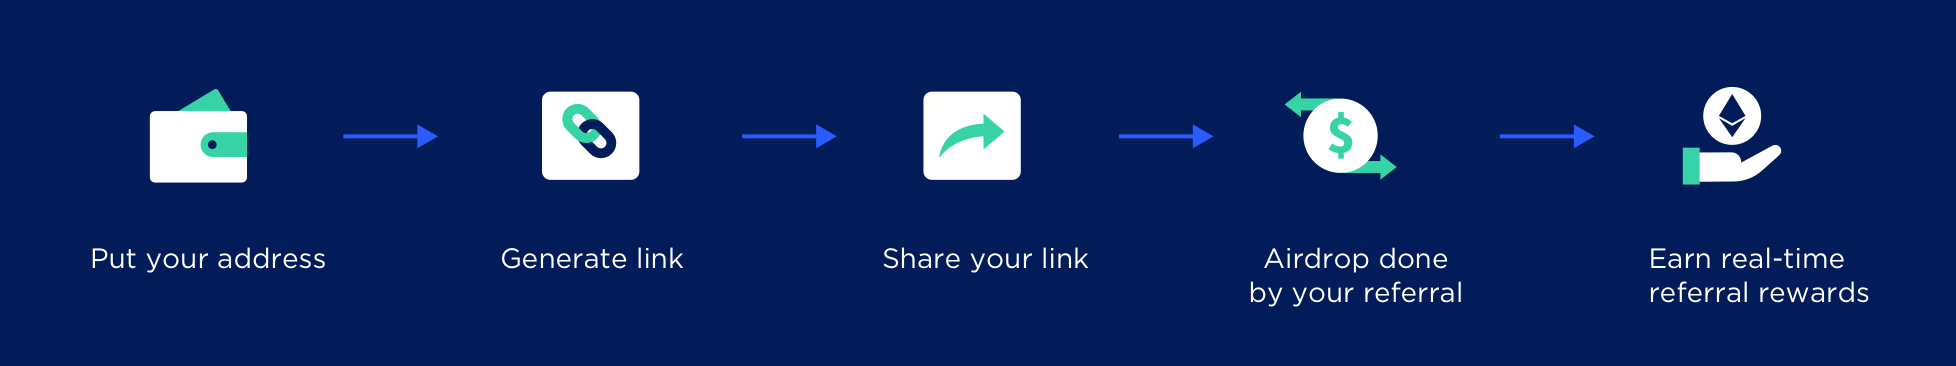 Put your address
Generate link
Share your link
Airdrop done
by your referral
Earn real-time
referral rewards